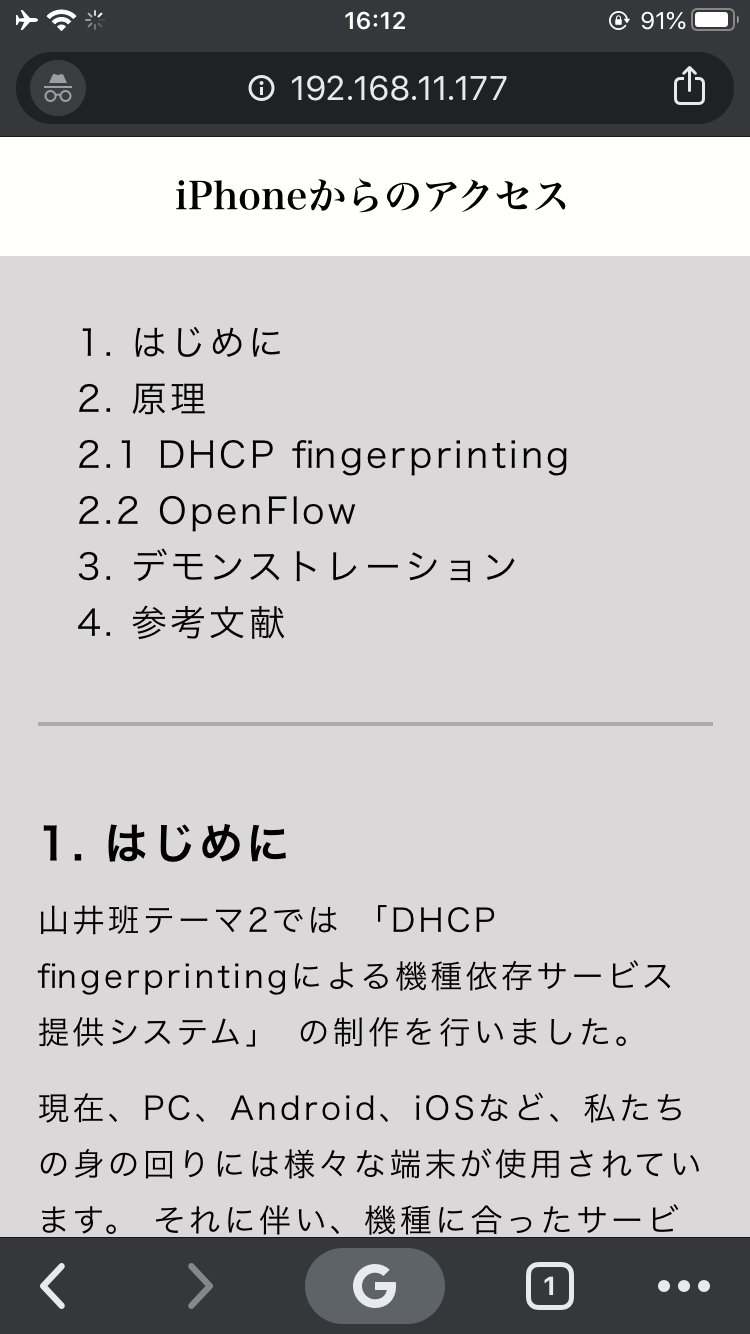 16:12
91%
192.168.11.177
iPhoneからのアクセス
1. はじめに
2. 原理
2.1 DHCP fingerprinting
2.2 OpenFlow
3. デモンストレーション
4. 参考文献
1. はじめに
山井班テーマ2では 「DHCP
fingerprintingによる機種依存サービス
提供システム」 の制作を行いました。
現在、PC、Android、iOSなど、私たち
の身の回りには様々な端末が使用されてい
ます。 それに伴い、機種に合ったサービ
G
1